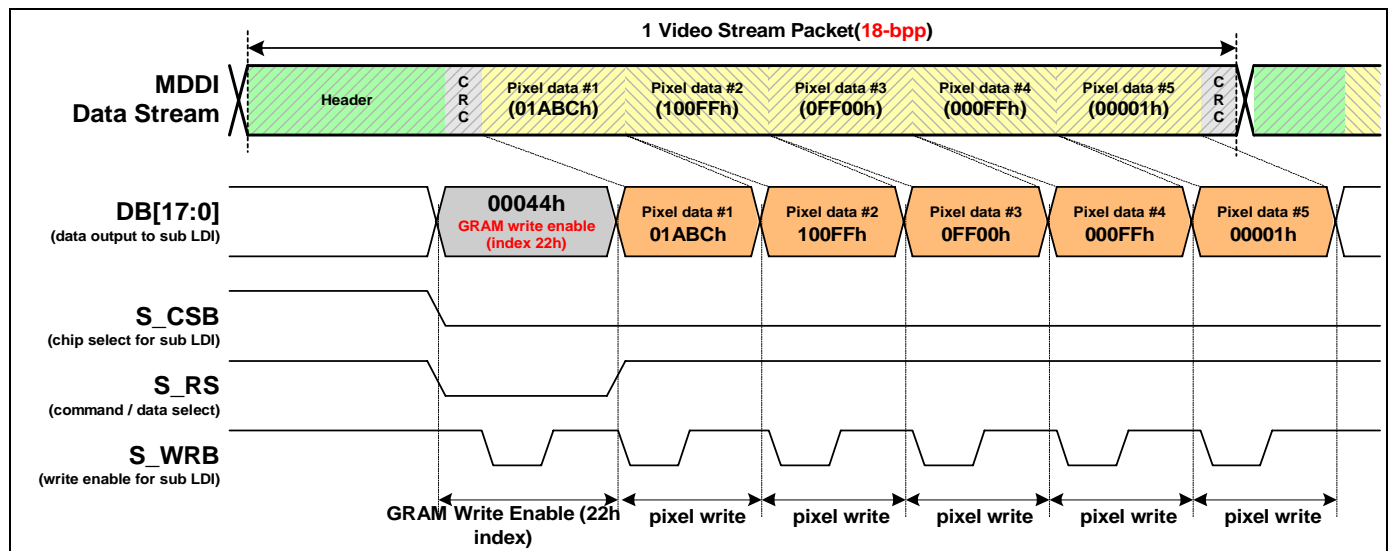 1 Video Stream Packet(18-bpp)
MDDI
Data Stream
Header
CRC
Pixel data #1
(01ABCh)
Pixel data #2
(100FFh)
Pixel data #3
(0FF00h)
Pixel data #4
(000FFh)
Pixel data #5
(00001h)
CRC
DB[17:0]
(data output to sub LDI)
00044h
GRAM write enable
(index 22h)
Pixel data #1
01ABCh
Pixel data #2
100FFh
Pixel data #3
0FF00h
Pixel data #4
000FFh
Pixel data #5
00001h
S_CSB
(chip select for sub LDI)
S_RS
(command / data select)
S_WRB
(write enable for sub LDI)
GRAM Write Enable (22h
index)
pixel write
pixel write
pixel write
pixel write
pixel write